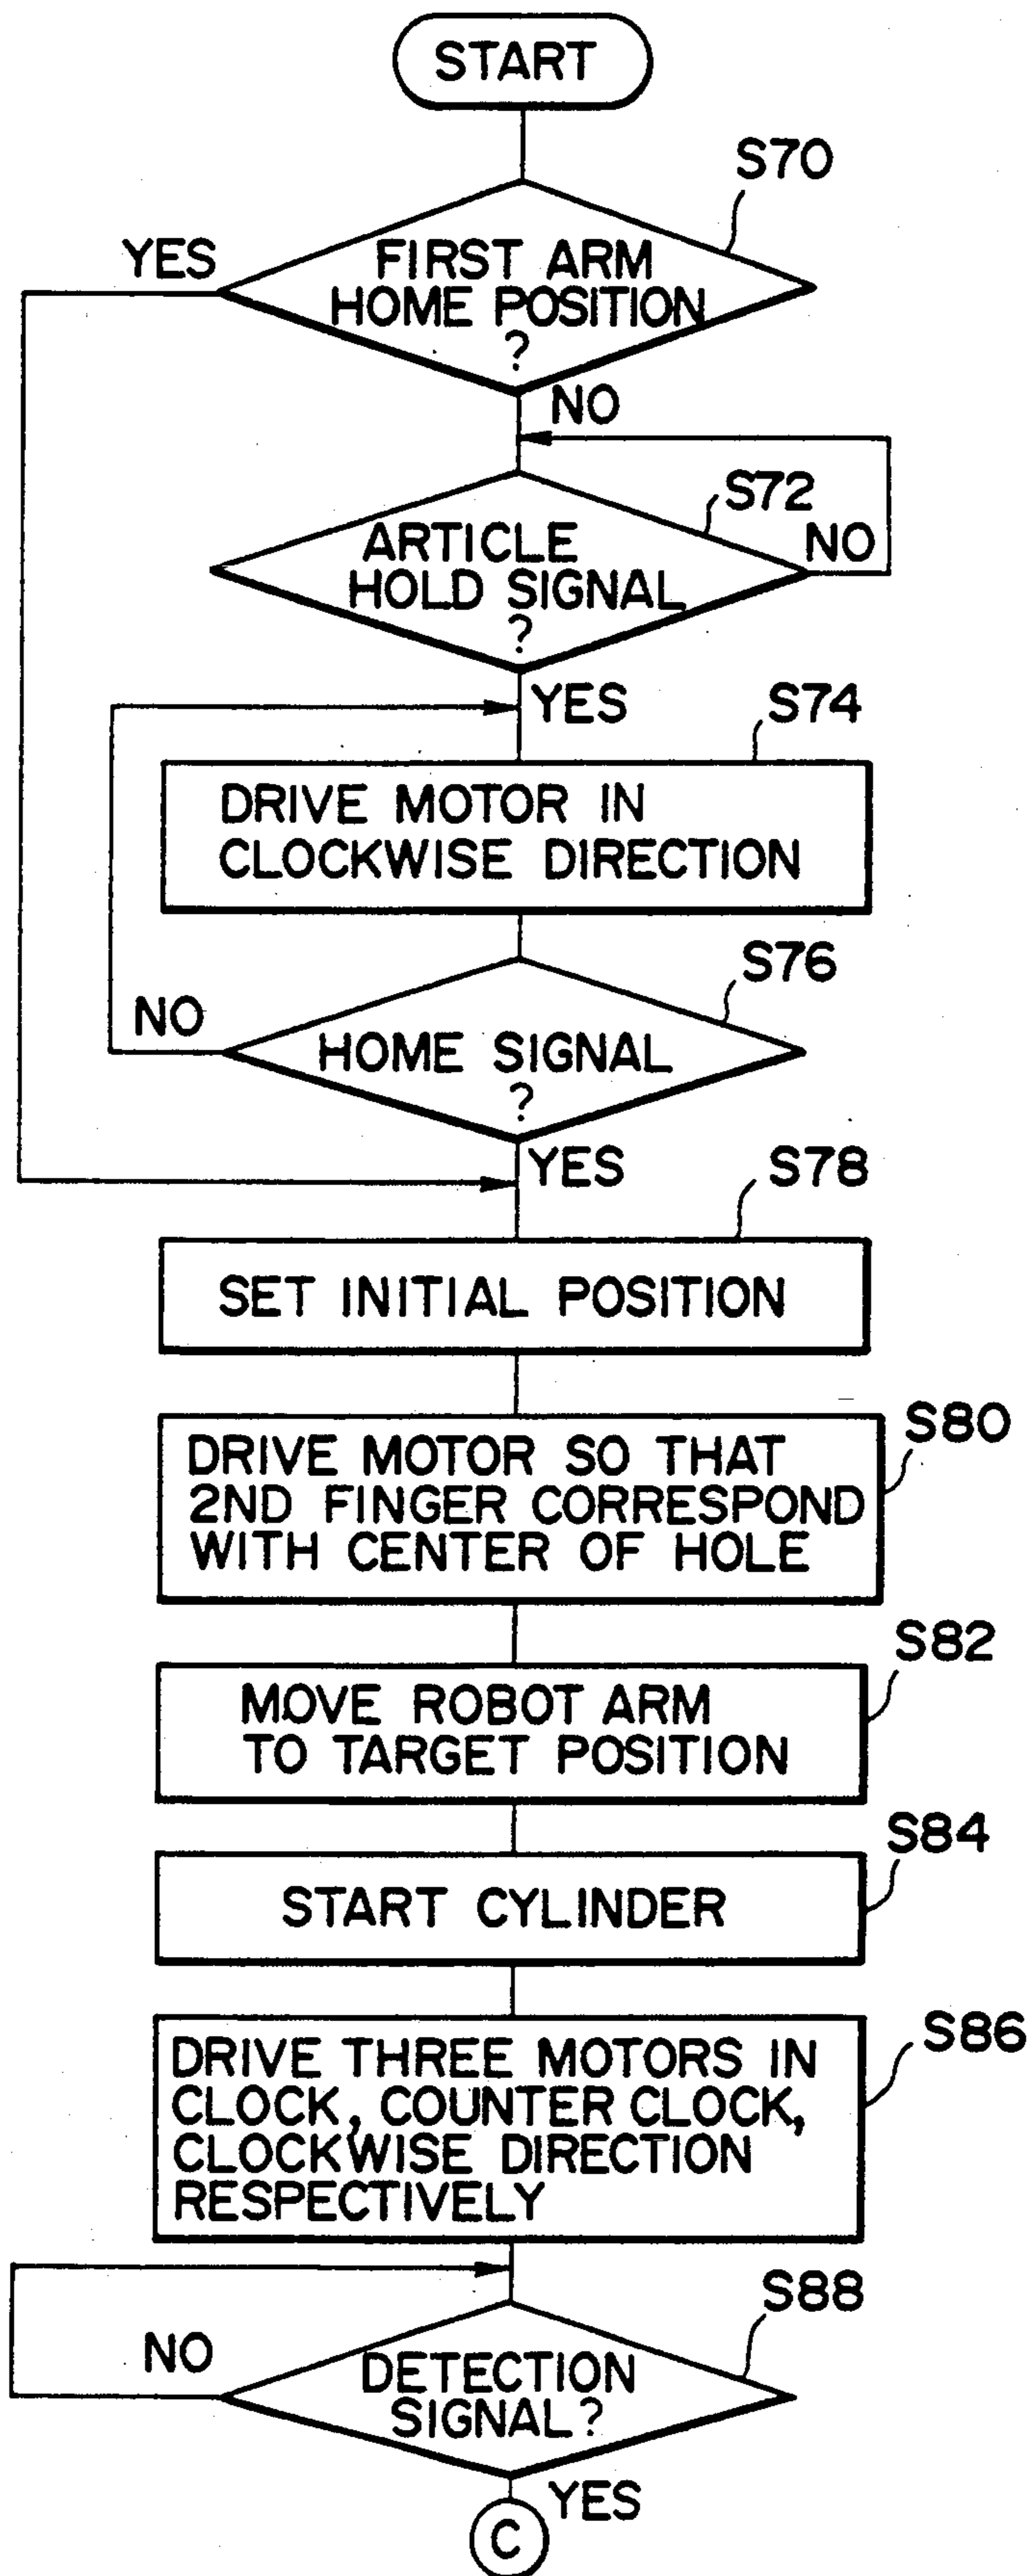 START
S70
YES
FIRST ARM
HOME POSITION
?
NO
S72
ARTICLE
HOLD SIGNAL
?
NO
YES
S74
DRIVE MOTOR IN
CLOCKWISE DIRECTION
S76
NO
HOME SIGNAL
?
YES
S78
SET INITIAL POSITION
S80
DRIVE MOTOR SO THAT
2ND FINGER CORRESPOND
WITH CENTER OF HOLE
S82
MOVE ROBOT ARM
TO TARGET POSITION
S84
START CYLINDER
S86
DRIVE THREE MOTORS IN
CLOCK, COUNTER CLOCK,
CLOCKWISE DIRECTION
RESPECTIVELY
S88
NO
DETECTION
SIGNAL?
YES
C